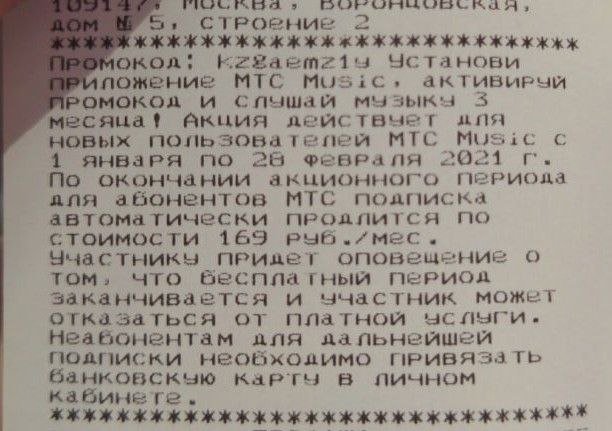 109147, Москва, Воронцовская,
дом № 5, строение 2
****************************************
Промокод: kzgaemz1y Установи
приложение МТС Music, активируй
промокод и слушай музыку 3
месяца! Акция действует для
новых пользователей МТС Music с
1 января по 28 февраля 2021 г.
По окончании акционного периода
для абонентов МТС подписка
автоматически продлится по
стоимости 169 руб./мес.
Участнику придет оповещение о
том, что бесплатный период
заканчивается и участник может
отказаться от платной услуги.
Неабонентам для дальнейшей
подписки необходимо привязать
банковскую карту в личном
кабинете.
****************************************